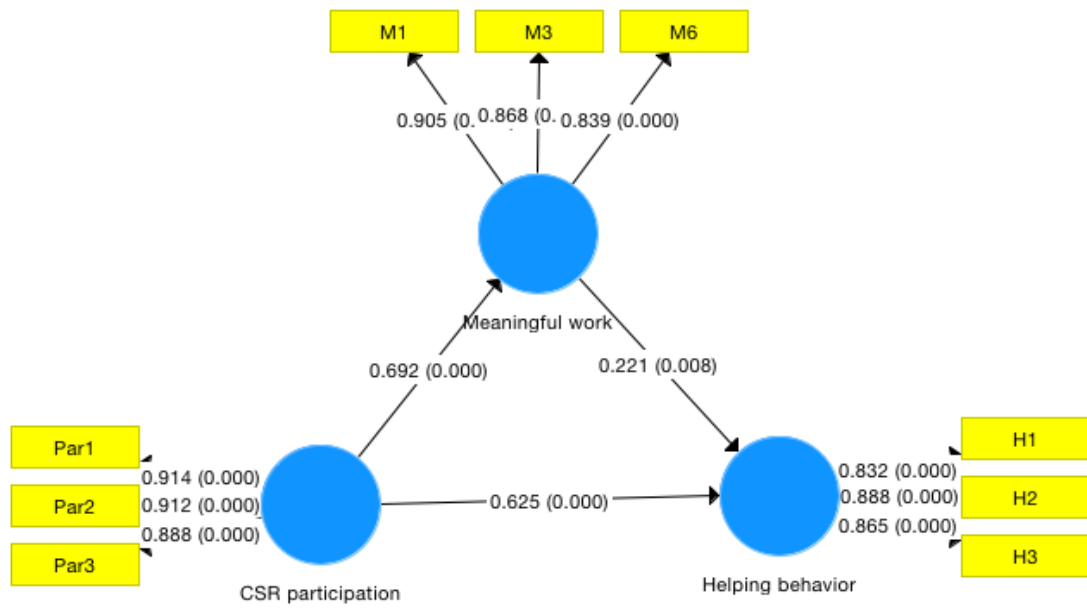 M1 M3 M6
0.905 (0. 0.868 (0. 0.839 (0.000)
Meaningful work
0.692 (0.000)
0.221 (0.008)
Par1
Par2
Par3
0.914 (0.000)
0.912 (0.000)
0.888 (0.000)
0.625 (0.000)
0.832 (0.000)
0.888 (0.000)
0.865 (0.000)
H1
H2
H3
CSR participation
Helping behavior